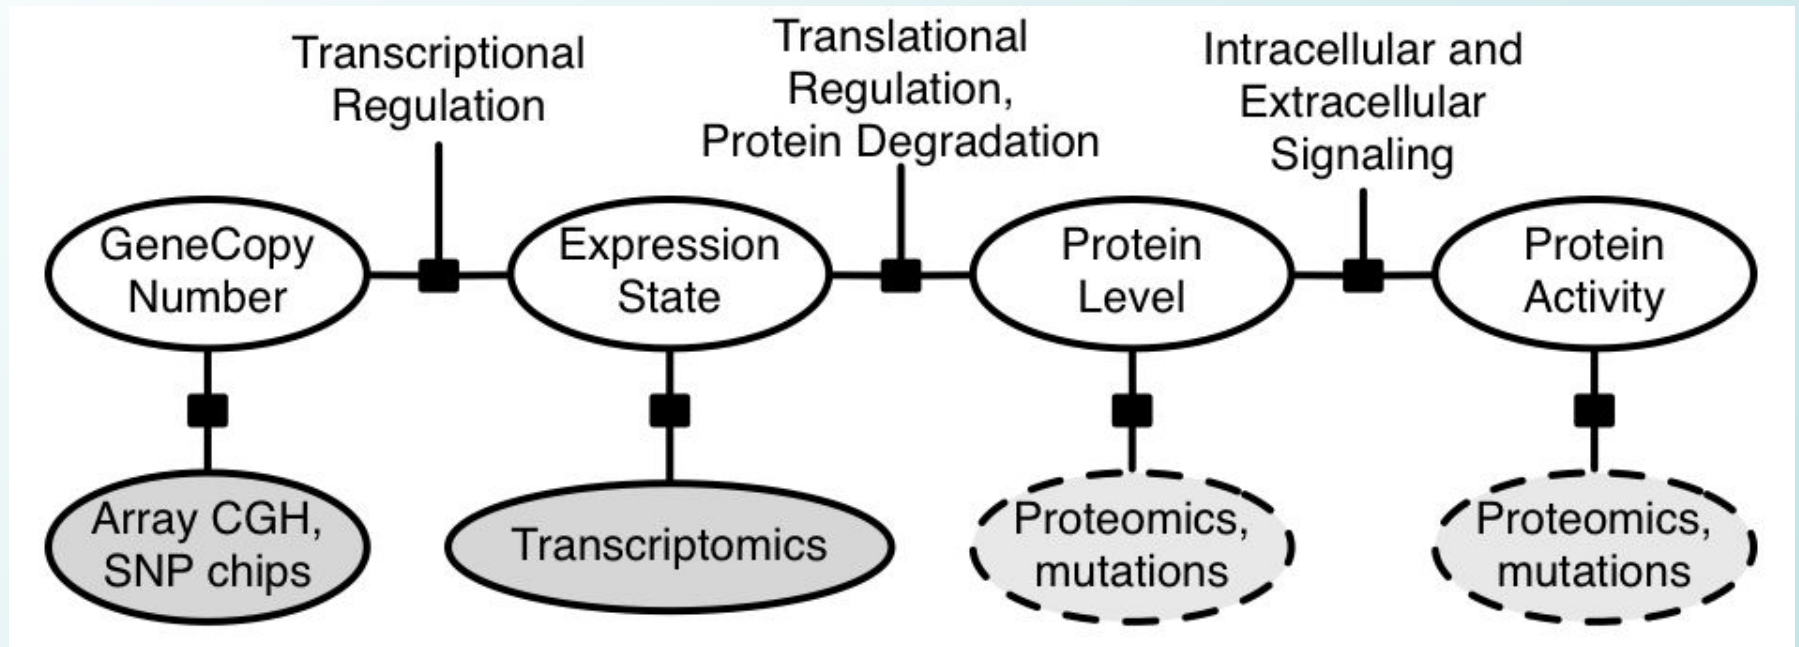 Transcriptional
Regulation
Translational
Regulation,
Protein Degradation
Intracellular and
Extracellular
Signaling
GeneCopy
Number
Expression
State
Protein
Level
Protein
Activity
Array CGH,
SNP chips
Transcriptomics
Proteomics,
mutations
Proteomics,
mutations